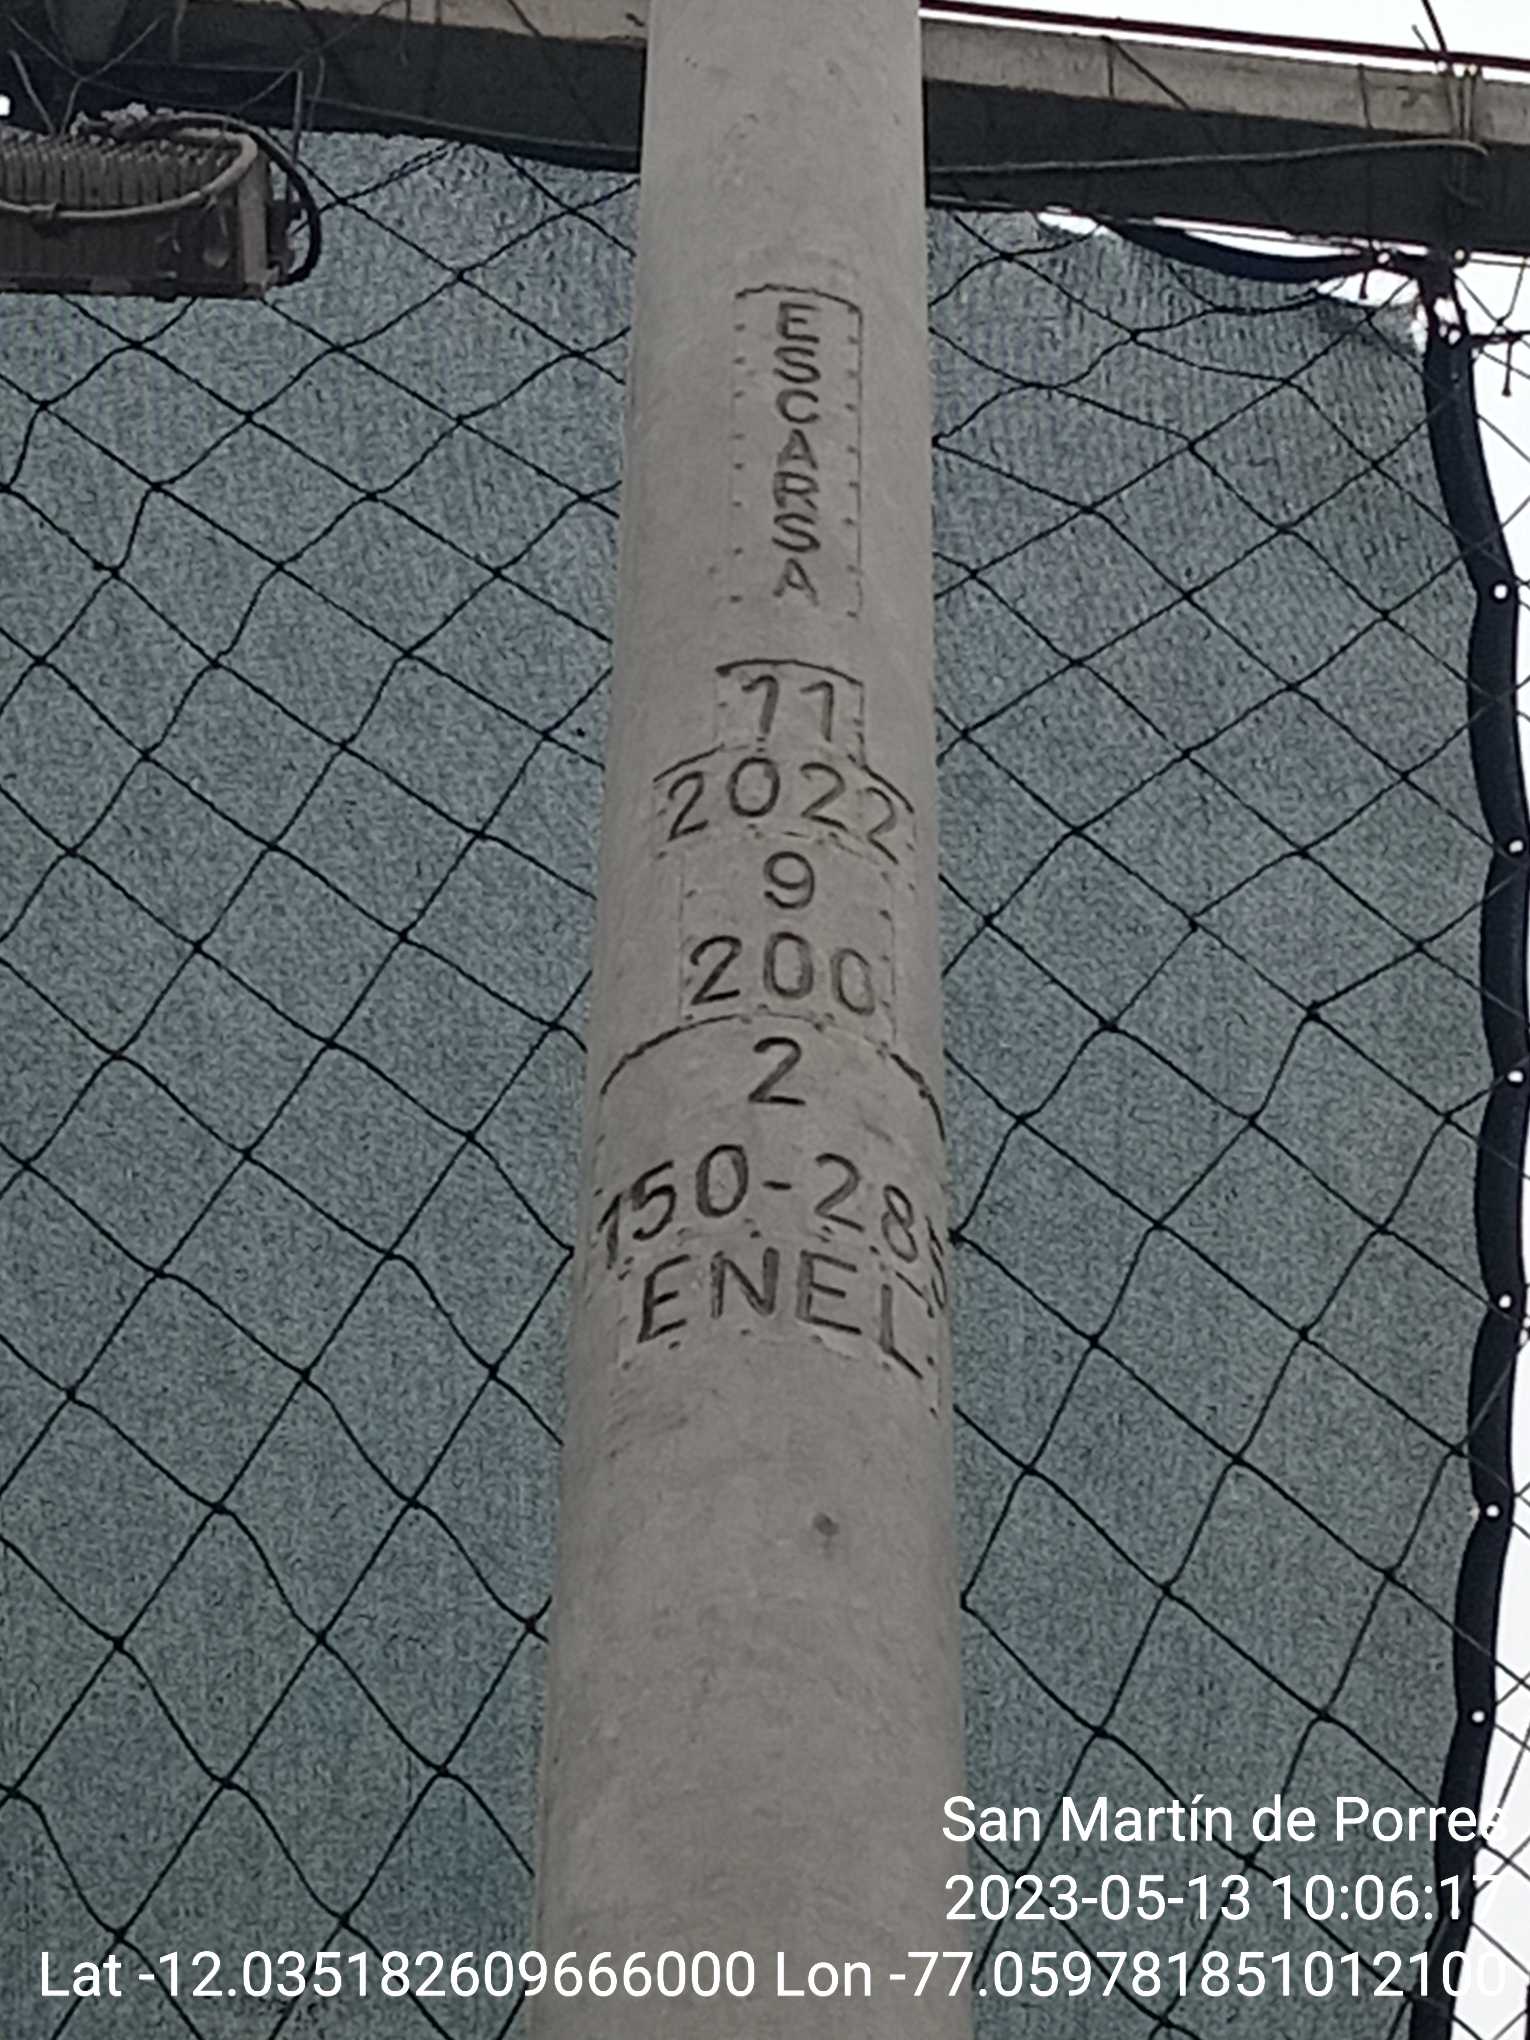 ESCARSA
11
2022
9
200
2
150-285
ENEL
San Martín de Porres
2023-05-13 10:06:17
Lat -12.035182609666000 Lon -77.059781851012100